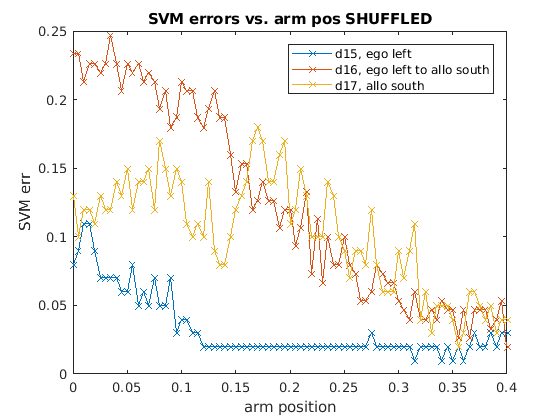 SVM errors vs. arm pos SHUFFLED
0.25
0.2
0.15
0.1
0.05
0
SVM err
d15, ego left
d16, ego left to allo south
d17, allo south
0 0.05 0.1 0.15 0.2 0.25 0.3 0.35 0.4
arm position